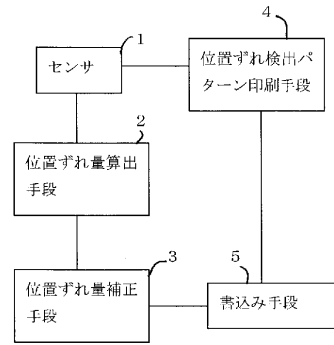 1
センサ
4
位置ずれ検出パ
ターン印刷手段
2
位置ずれ量算出
手段
3
位置ずれ量補正
手段
5
書込み手段